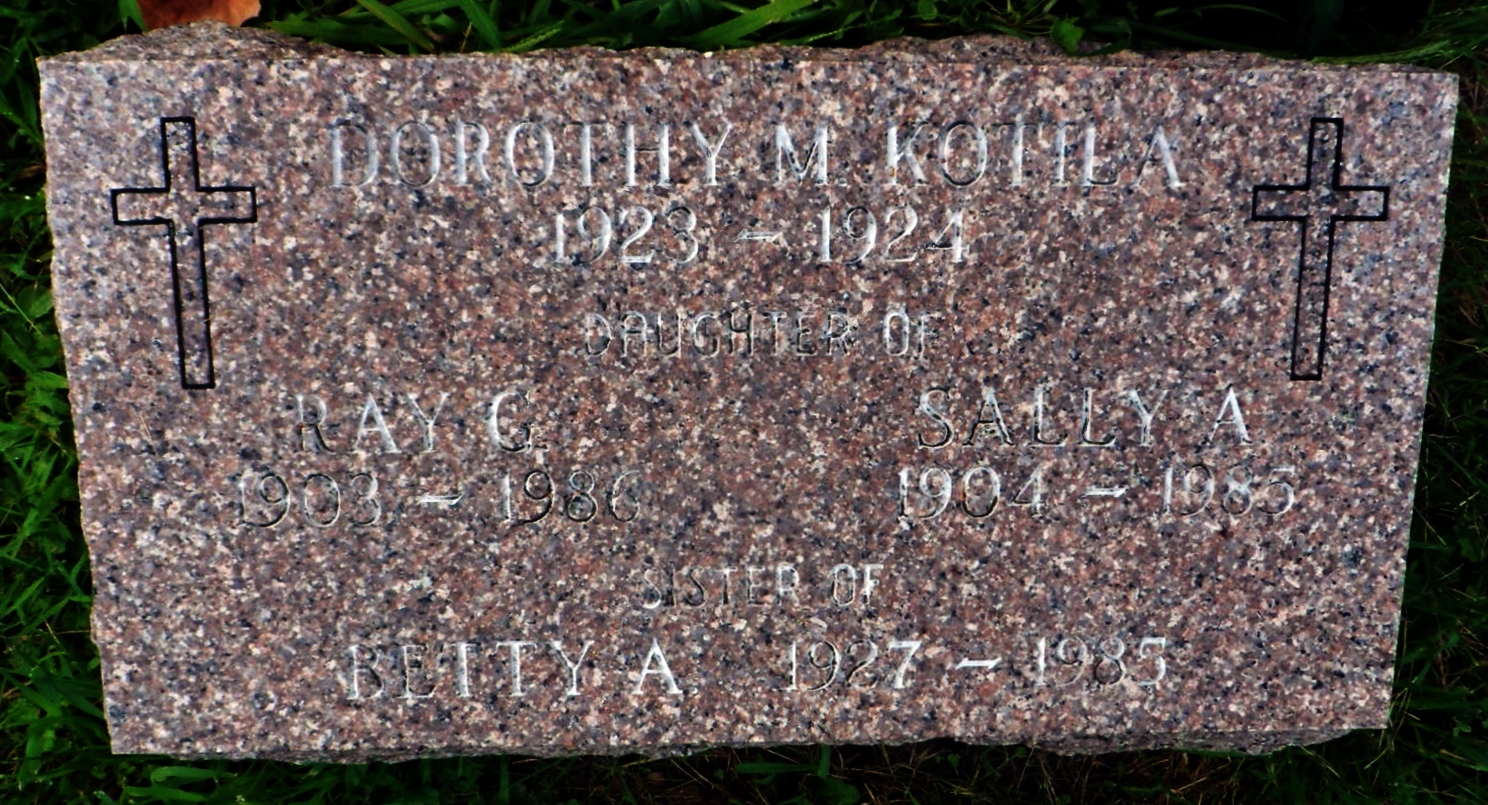 DOROTHY M. KOTILA
1923 - 1924
DAUGHTER OF
RAY G. SALLY A
1903 - 1986 1904 - 1985
SISTER OF
BETTY A. 1927 - 1985